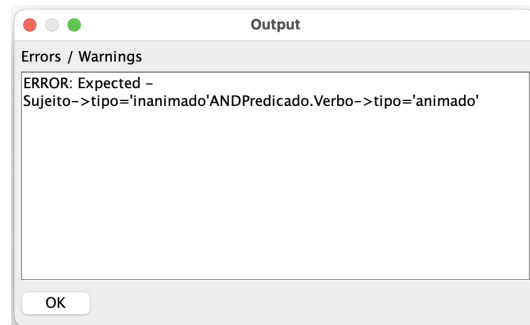 Output
Errors / Warnings
ERROR: Expected -
Sujeito->tipo='inanimado'ANDPredicado.Verbo->tipo='animado'
OK